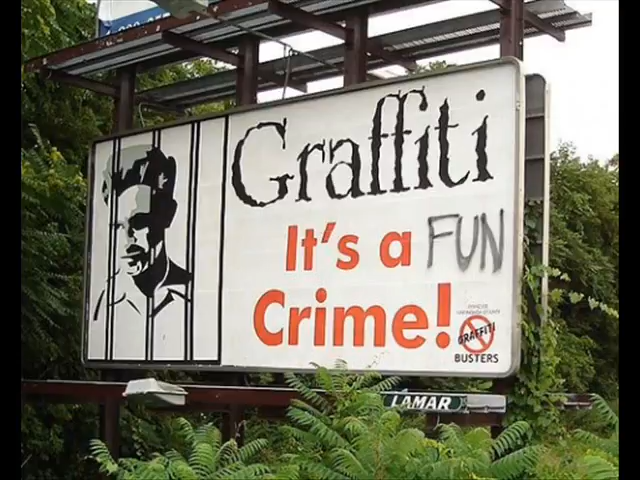 Graffiti
It's a FUN
Crime!
GRAFFITI
BUSTERS
LAMAR